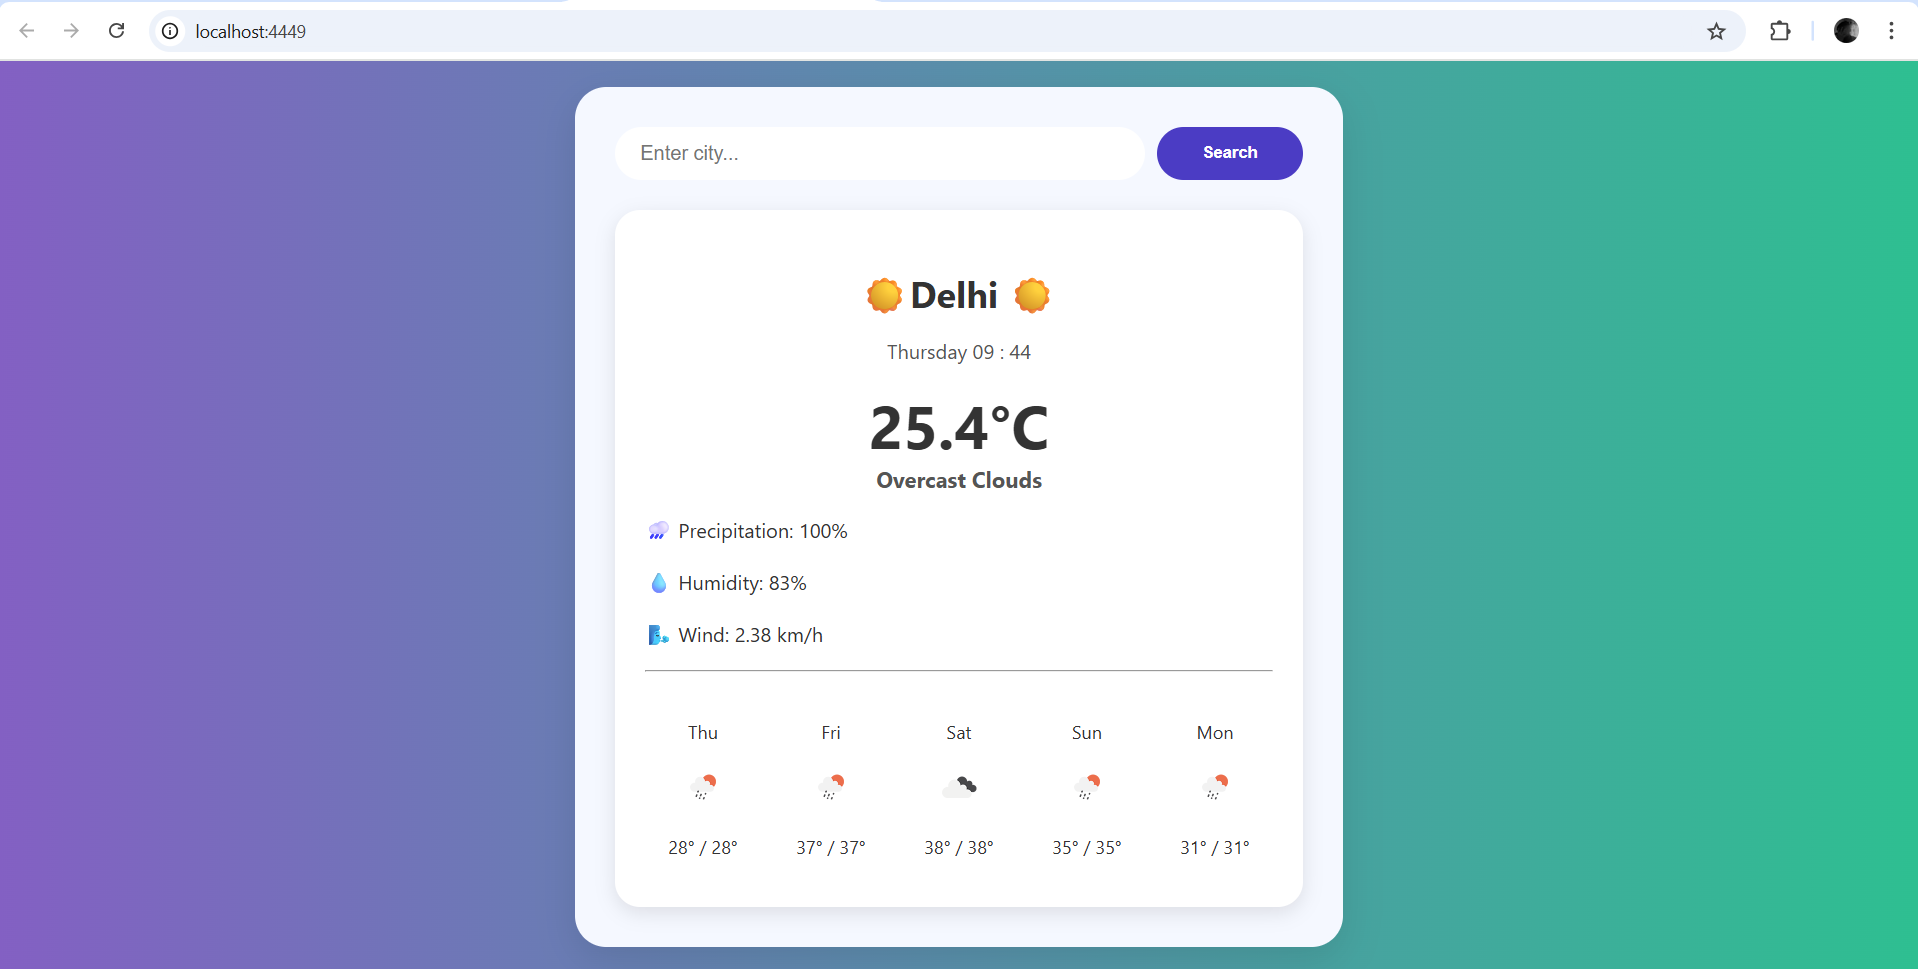 localhost:4449
Enter city...
Search
Delhi
Thursday 09 : 44
25.4°C
Overcast Clouds
Precipitation: 100%
Humidity: 83%
Wind: 2.38 km/h
Thu Fri Sat Sun Mon
28° / 28° 37° / 37° 38° / 38° 35° / 35° 31° / 31°